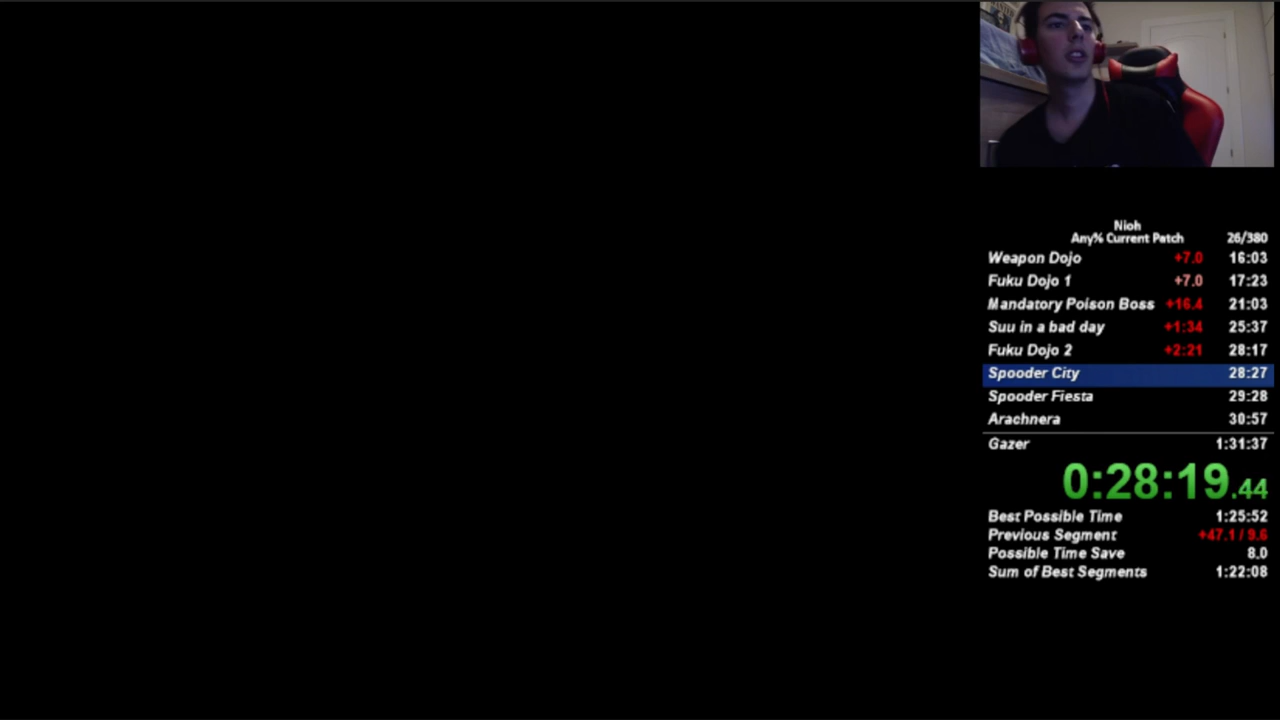 Nioh
Any% Current Patch 26/380
Weapon Dojo +7.0 16:03
Fuku Dojo 1 +7.0 17:23
Mandatory Poison Boss +16.4 21:03
Suu in a bad day +1:34 25:37
Fuku Dojo 2 +2:21 28:17
Spooder City 28:27
Spooder Fiesta 29:28
Arachnera 30:57
Gazer 1:31:37
0:28:19.44
Best Possible Time 1:25:52
Previous Segment +47.1 / 9.6
Possible Time Save 8.0
Sum of Best Segments 1:22:08